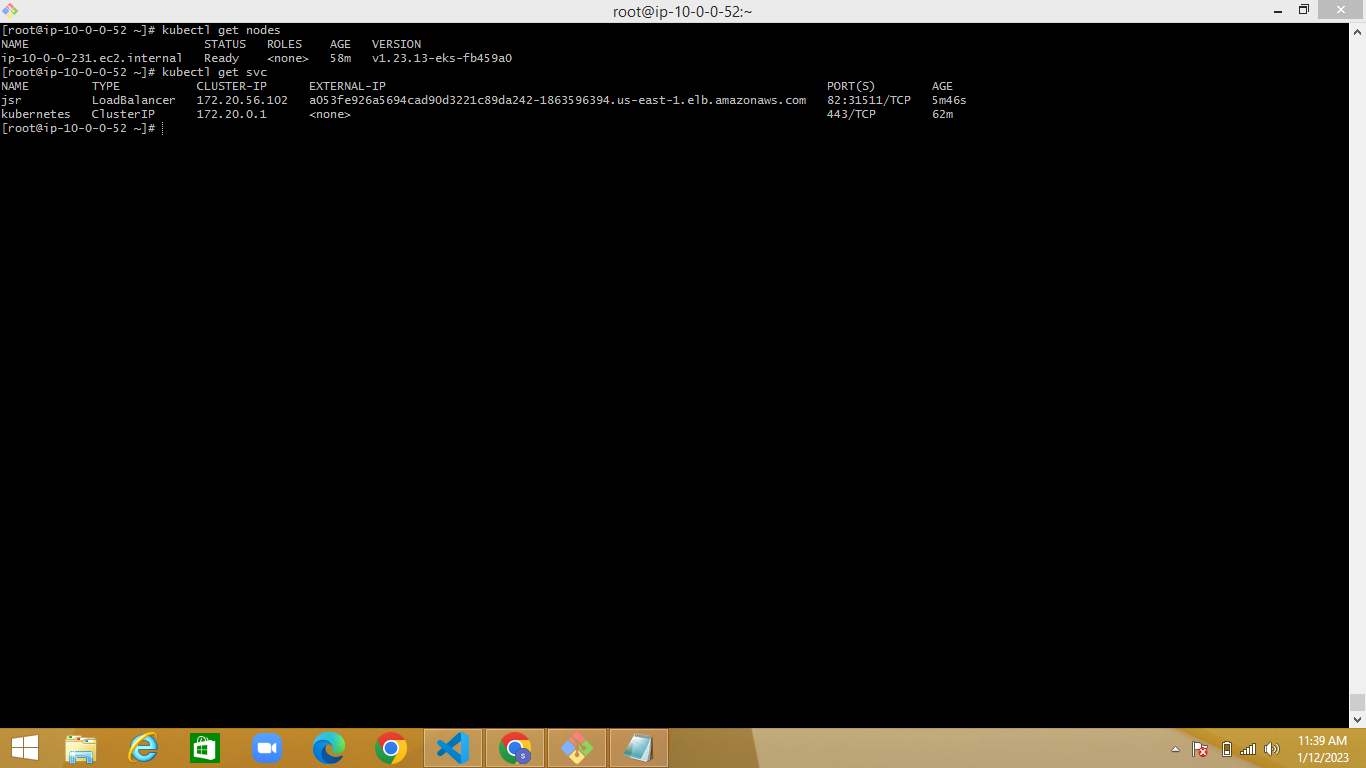 root@ip-10-0-0-52:~
[root@ip-10-0-0-52 ~]# kubectl get nodes
NAME STATUS ROLES AGE VERSION
ip-10-0-0-231.ec2.internal Ready <none> 58m v1.23.13-eks-fb459a0
[root@ip-10-0-0-52 ~]# kubectl get svc
NAME TYPE CLUSTER-IP EXTERNAL-IP PORT(S) AGE
jsr LoadBalancer 172.20.56.102 a053fe926a5694cad90d3221c89da242-1863596394.us-east-1.elb.amazonaws.com 82:31511/TCP 5m46s
kubernetes ClusterIP 172.20.0.1 <none> 443/TCP 62m
[root@ip-10-0-0-52 ~]#
11:39 AM
1/12/2023